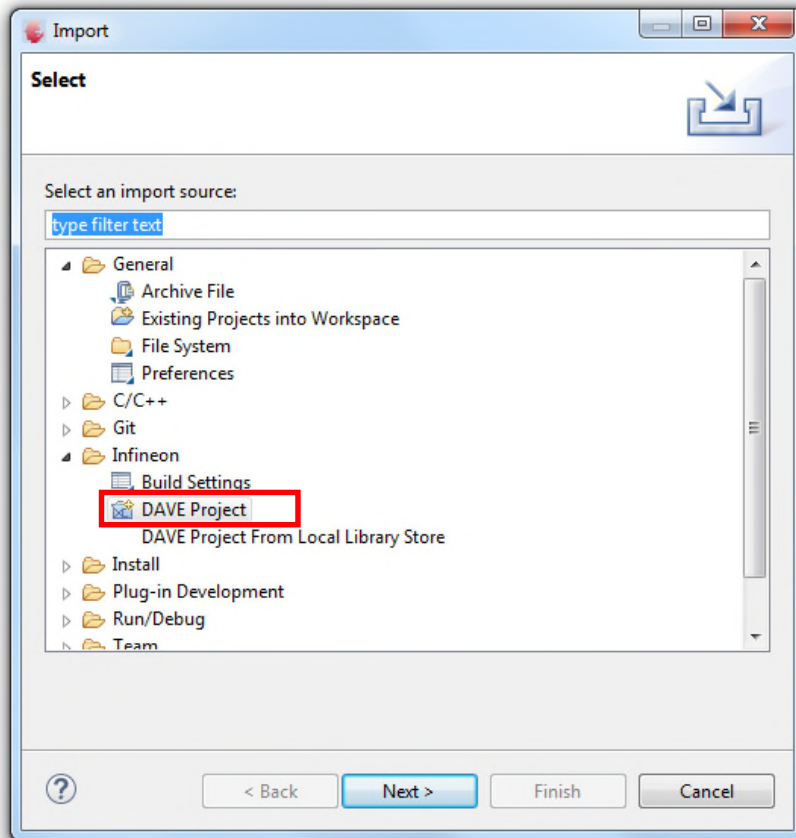 Import
Select
Select an import source:
type filter text
General
Archive File
Existing Projects into Workspace
File System
Preferences
C/C++
Git
Infineon
Build Settings
DAVE Project
DAVE Project From Local Library Store
Install
Plug-in Development
Run/Debug
Team
?
< Back Next > Finish Cancel